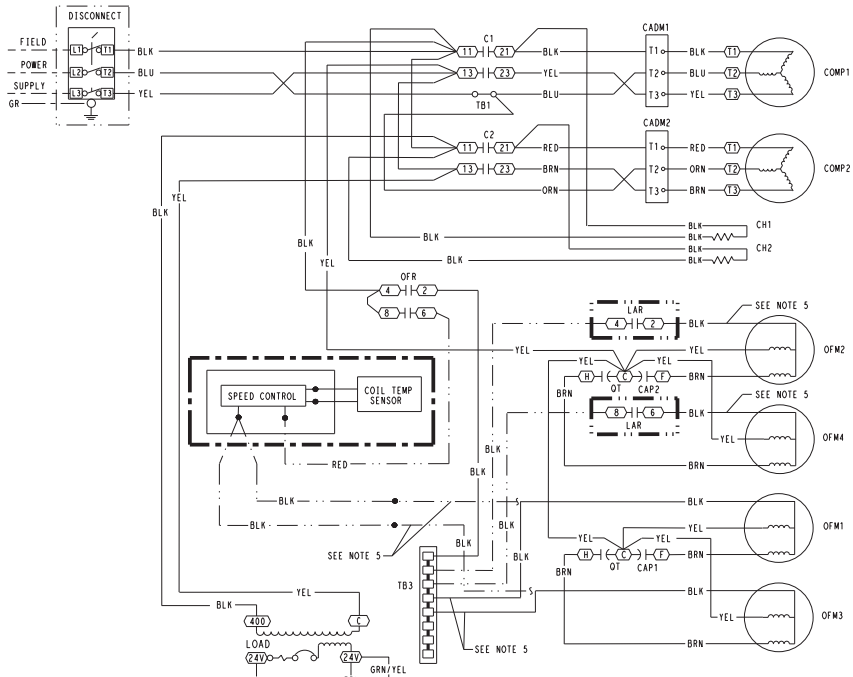 DISCONNECT
FIELD L1 T1 BLK
POWER L2 T2 BLU
SUPPLY L3 T3 YEL
GR
C1
11 21 BLK
13 23 YEL
BLU
TB1
CADM1
T1 BLK T1
T2 BLU T2
T3 YEL T3
COMP1
C2
11 21 RED
13 23 BRN
ORN
CADM2
T1 RED T1
T2 ORN T2
T3 BRN T3
COMP2
YEL
BLK
BLK
YEL
BLK
BLK
BLK
BLK
CH1
BLK
BLK
CH2
OFR
4 2
8 6
LAR
4 2 BLK
SEE NOTE 5
YEL
YEL YEL
YEL
BRN
OFM2
H C F
QT CAP2
BRN
SPEED CONTROL
COIL TEMP
SENSOR
8 6 BLK
LAR
SEE NOTE 5
YEL
BRN
OFM4
RED
BLK
BLK
BLK
BLK
BLK
BLK
BLK
SEE NOTE 5
S
S
BLK
YEL
YEL YEL
BRN
OFM1
H C F
QT CAP1
BRN
TB3
BLK
YEL
BRN
OFM3
SEE NOTE 5
YEL
BLK
400 C
LOAD
24V 24V
GRN/YEL